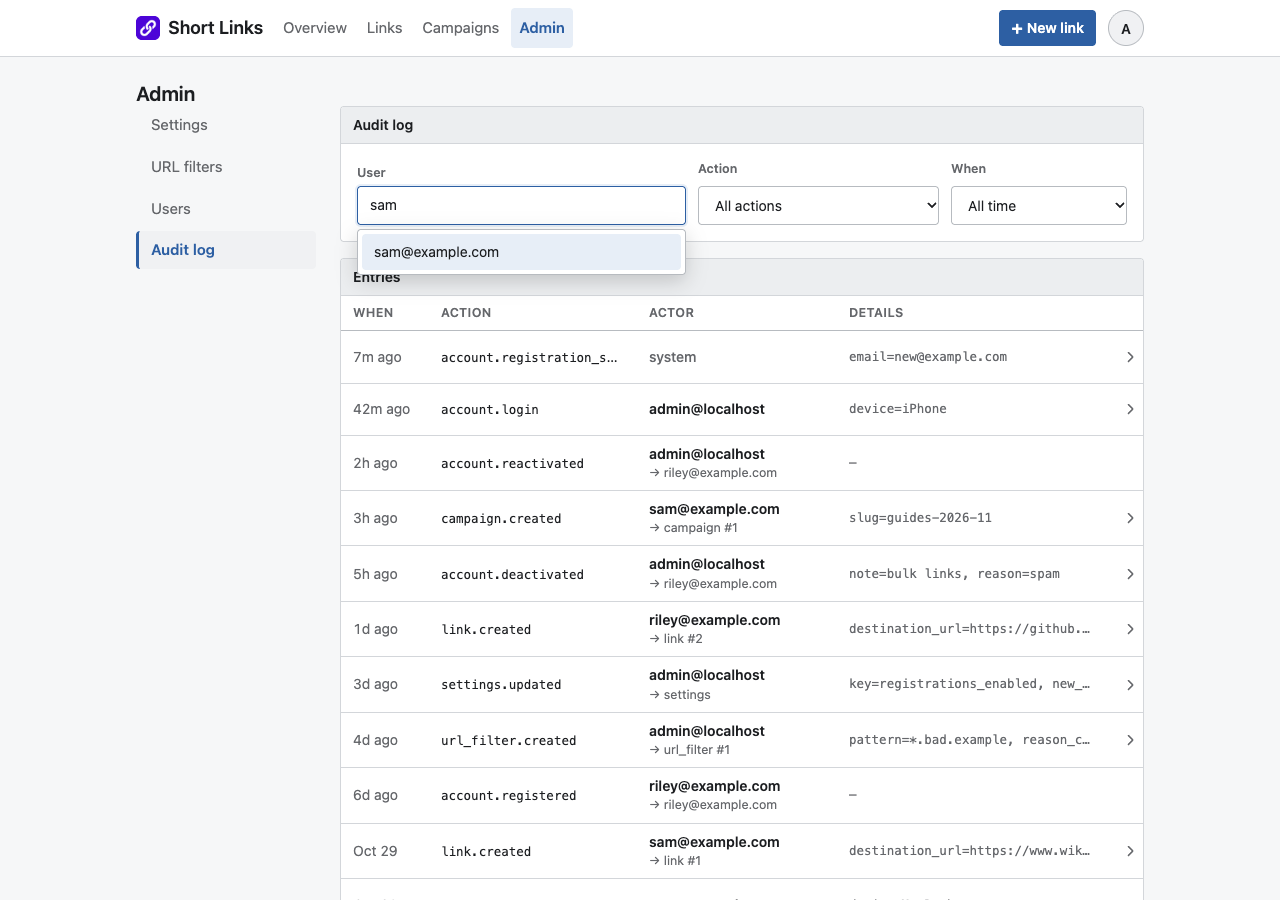 Short Links Overview Links Campaigns Admin + New link A
Admin
Settings
URL filters
Users
Audit log
Audit log
User Action When
sam All actions All time
sam@example.com
Entries
WHEN ACTION ACTOR DETAILS
7m ago account.registration_s… system email=new@example.com
42m ago account.login admin@localhost device=iPhone
2h ago account.reactivated admin@localhost –
→ riley@example.com
3h ago campaign.created sam@example.com slug=guides-2026-11
→ campaign #1
5h ago account.deactivated admin@localhost note=bulk links, reason=spam
→ riley@example.com
1d ago link.created riley@example.com destination_url=https://github.…
→ link #2
3d ago settings.updated admin@localhost key=registrations_enabled, new_…
→ settings
4d ago url_filter.created admin@localhost pattern=*.bad.example, reason_c…
→ url_filter #1
6d ago account.registered riley@example.com –
→ riley@example.com
Oct 29 link.created sam@example.com destination_url=https://www.wik…
→ link #1